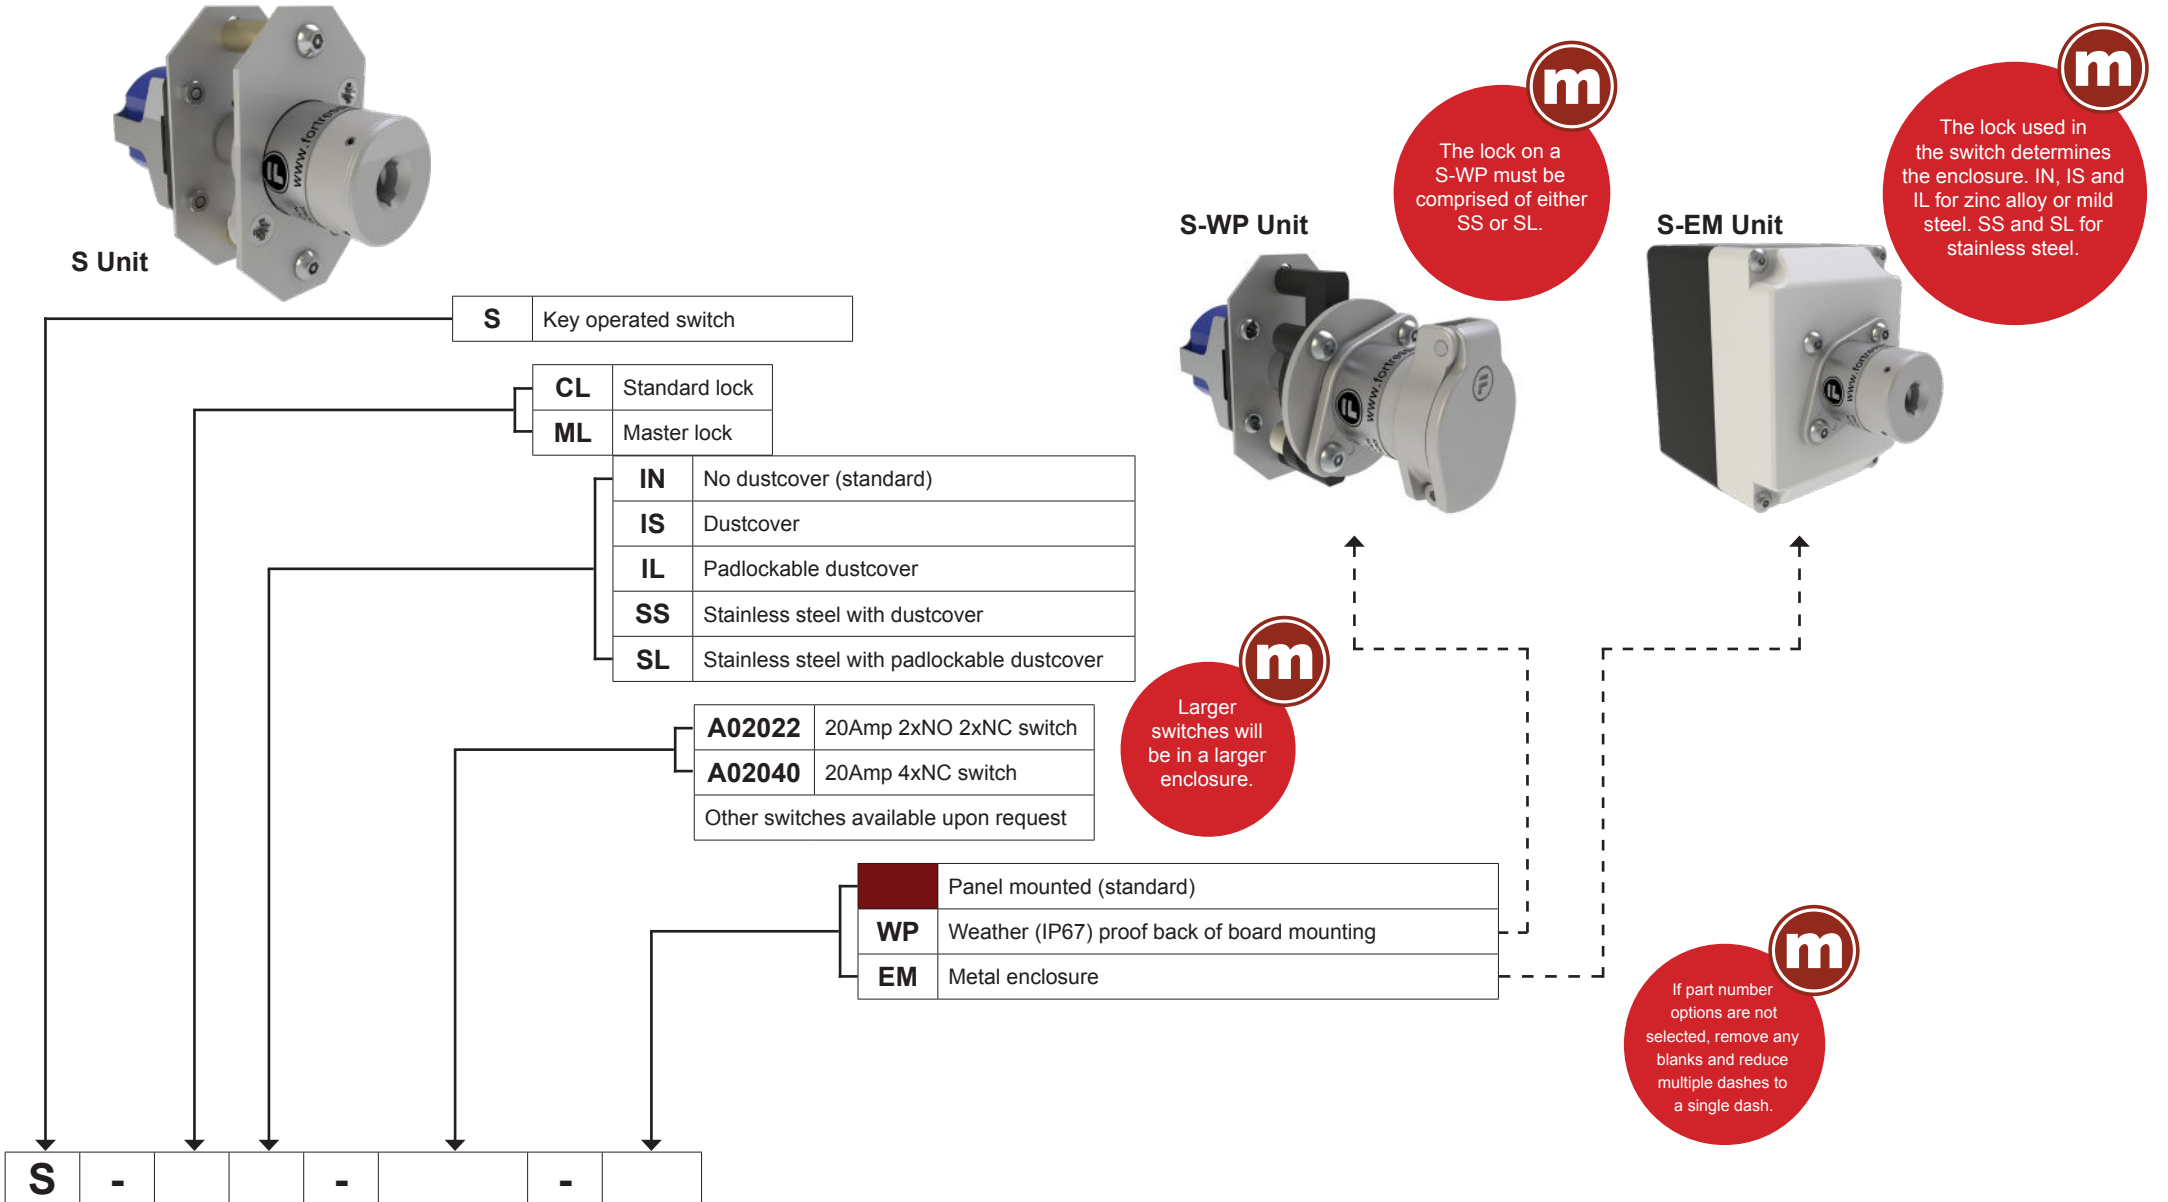 S Unit
www.fortress
S-WP Unit
www.fortress
S-EM Unit
www.fortress
m
The lock on a
S-WP must be
comprised of either
SS or SL.
m
The lock used in
the switch determines
the enclosure. IN, IS and
IL for zinc alloy or mild
steel. SS and SL for
stainless steel.
S Key operated switch
CL Standard lock
ML Master lock
IN No dustcover (standard)
IS Dustcover
IL Padlockable dustcover
SS Stainless steel with dustcover
SL Stainless steel with padlockable dustcover
A02022 20Amp 2xNO 2xNC switch
A02040 20Amp 4xNC switch
Other switches available upon request
m
Larger
switches will
be in a larger
enclosure.
Panel mounted (standard)
WP Weather (IP67) proof back of board mounting
EM Metal enclosure
m
If part number
options are not
selected, remove any
blanks and reduce
multiple dashes to
a single dash.
S - - -